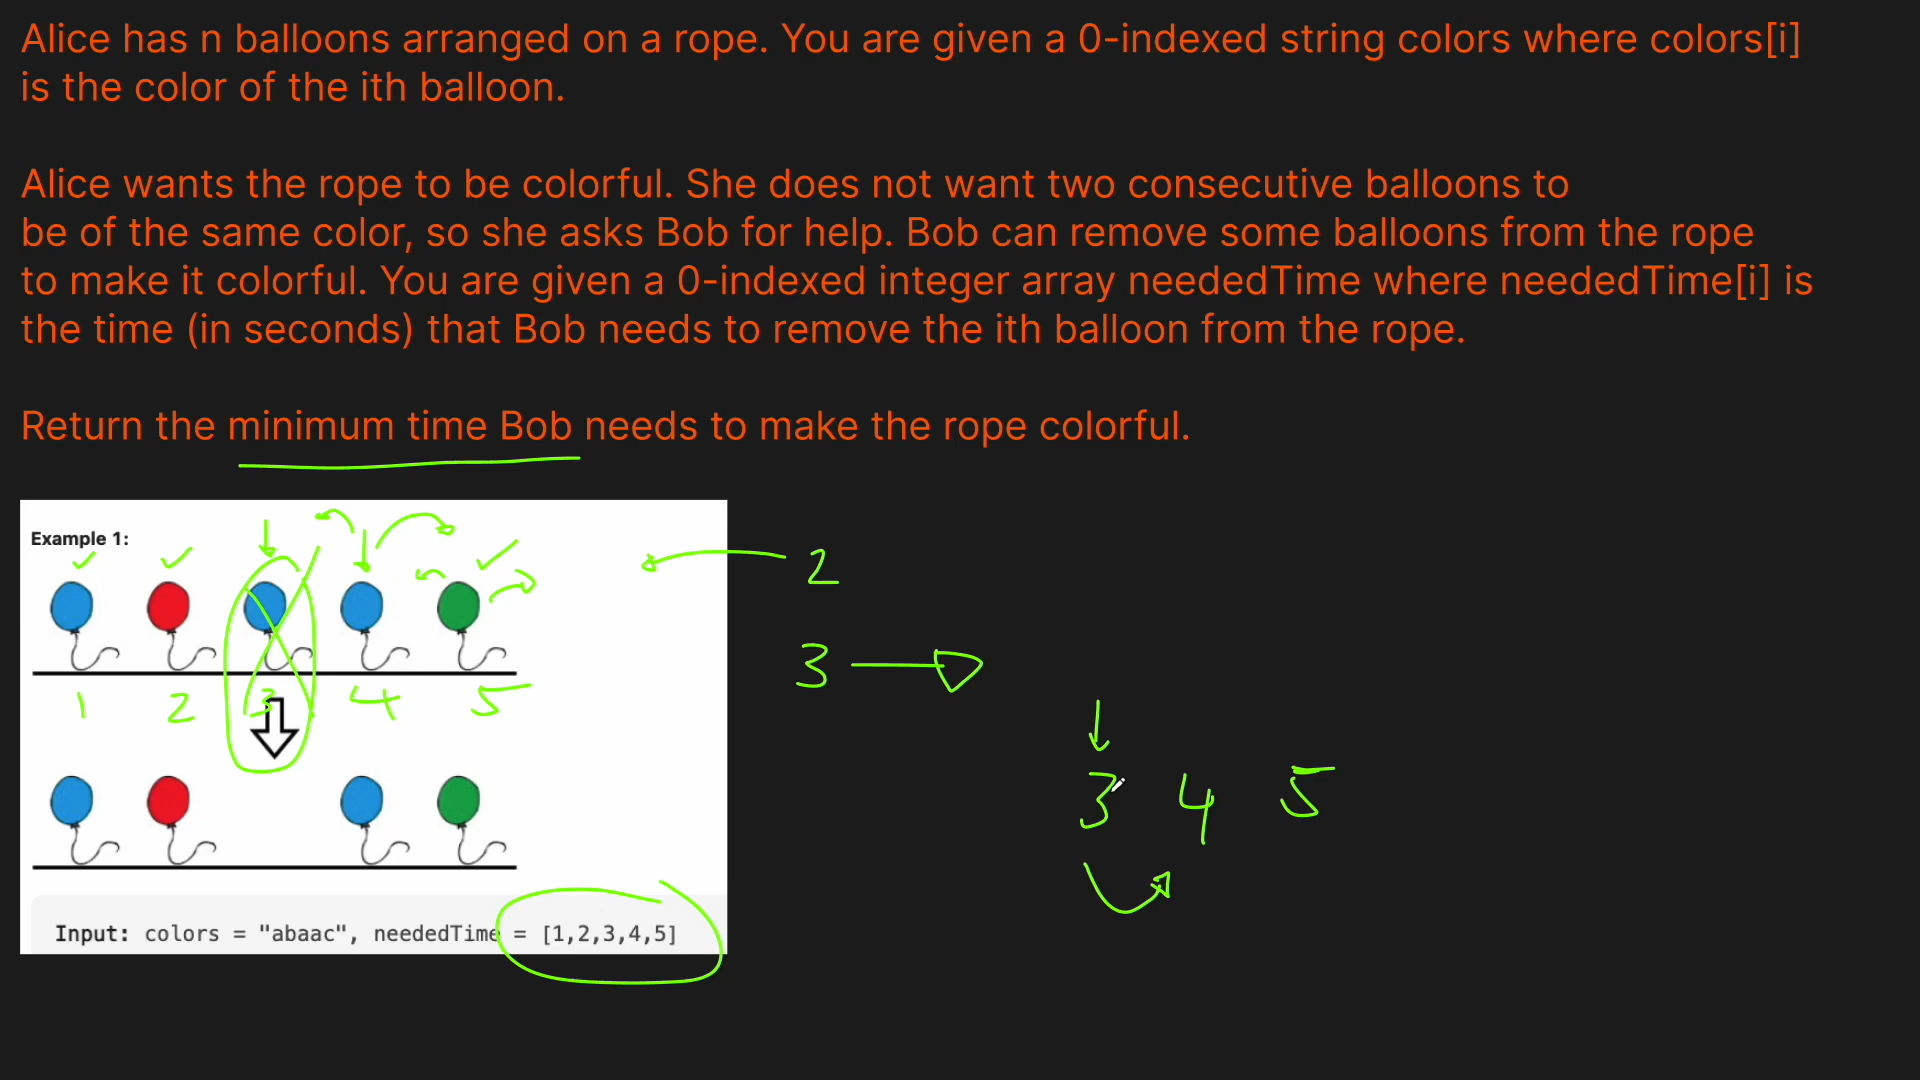 Alice has n balloons arranged on a rope. You are given a 0-indexed string colors where colors[i]
is the color of the ith balloon.
Alice wants the rope to be colorful. She does not want two consecutive balloons to
be of the same color, so she asks Bob for help. Bob can remove some balloons from the rope
to make it colorful. You are given a 0-indexed integer array neededTime where neededTime[i] is
the time (in seconds) that Bob needs to remove the ith balloon from the rope.
Return the minimum time Bob needs to make the rope colorful.
Example 1:
2
3
1 2 3 4 5
3 4 5
Input: colors = "abaac", neededTime = [1,2,3,4,5]